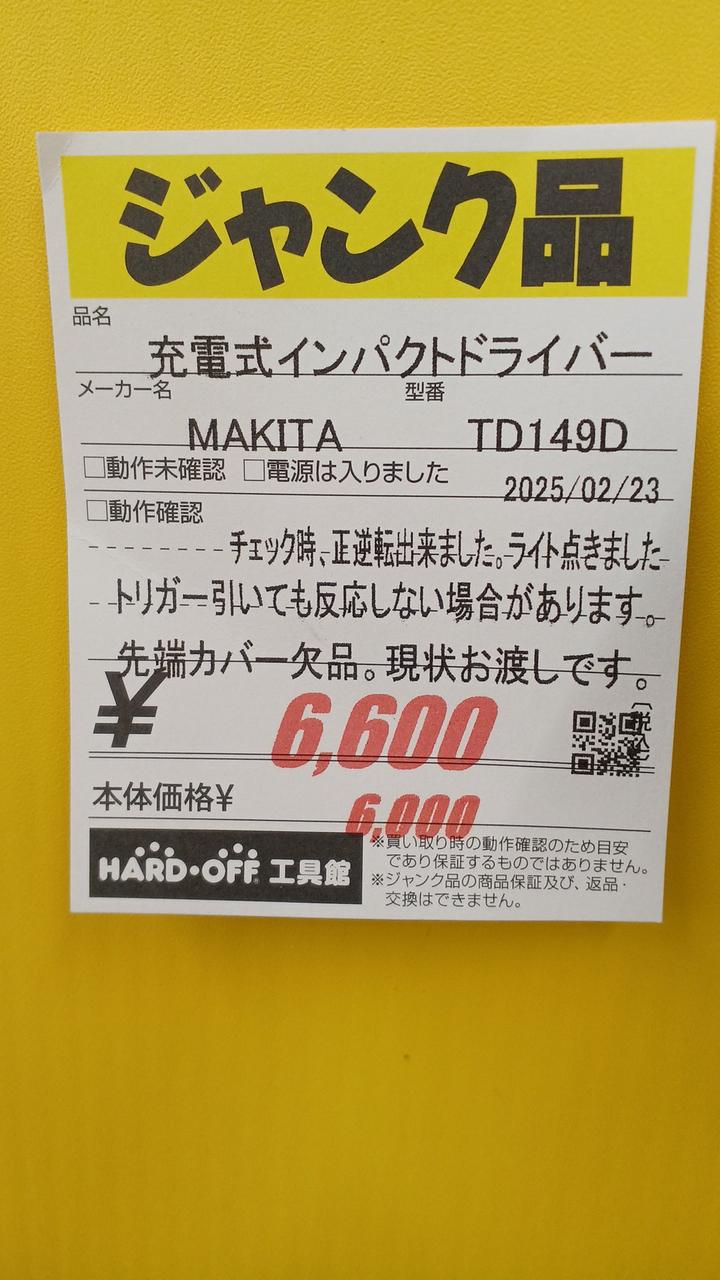 ジャンク品
品名
充電式インパクトドライバー
メーカー名 型番
MAKITA TD149D
□動作未確認 □電源は入りました
2025/02/23
□動作確認
チェック時、正逆転出来ました。ライト点きました
トリガー引いても反応しない場合があります。
先端カバー欠品。現状お渡しです。
¥ 6,600 (税込)
本体価格¥ 6,000
HARD・OFF 工具館
※買い取り時の動作確認のため目安
であり保証するものではありません。
※ジャンク品の商品保証及び、返品・
交換はできません。